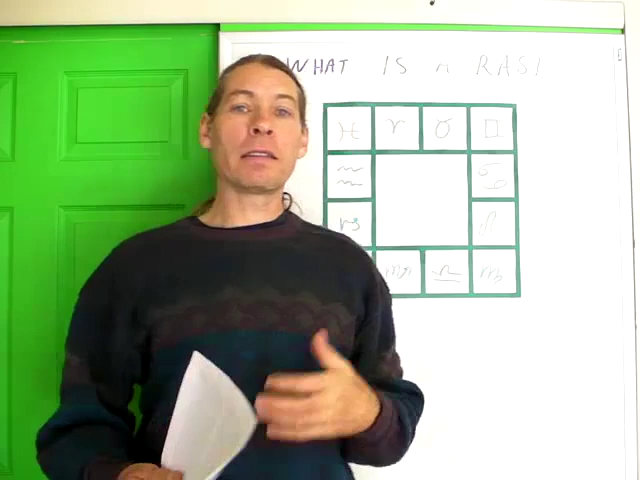 WHAT IS A RASI
♓ ♈ ♉ ♊
♒ ♋
♑ ♌
♏ ♎ ♍